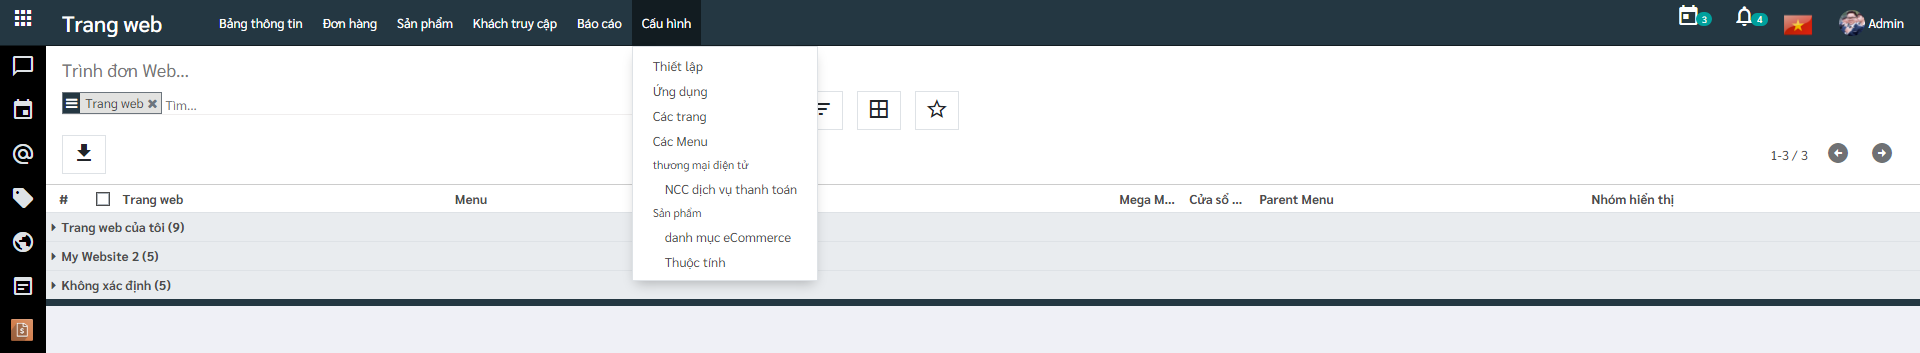 Trang web
Bảng thông tin
Đơn hàng
Sản phẩm
Khách truy cập
Báo cáo
Cấu hình
3
4
Admin
Trình đơn Web...
Trang web
Tìm...
Thiết lập
Ứng dụng
Các trang
Các Menu
thương mại điện tử
NCC dịch vụ thanh toán
Sản phẩm
danh mục eCommerce
Thuộc tính
1-3 / 3
# Trang web Menu Mega M... Cửa sổ ... Parent Menu Nhóm hiển thị
Trang web của tôi (9)
My Website 2 (5)
Không xác định (5)